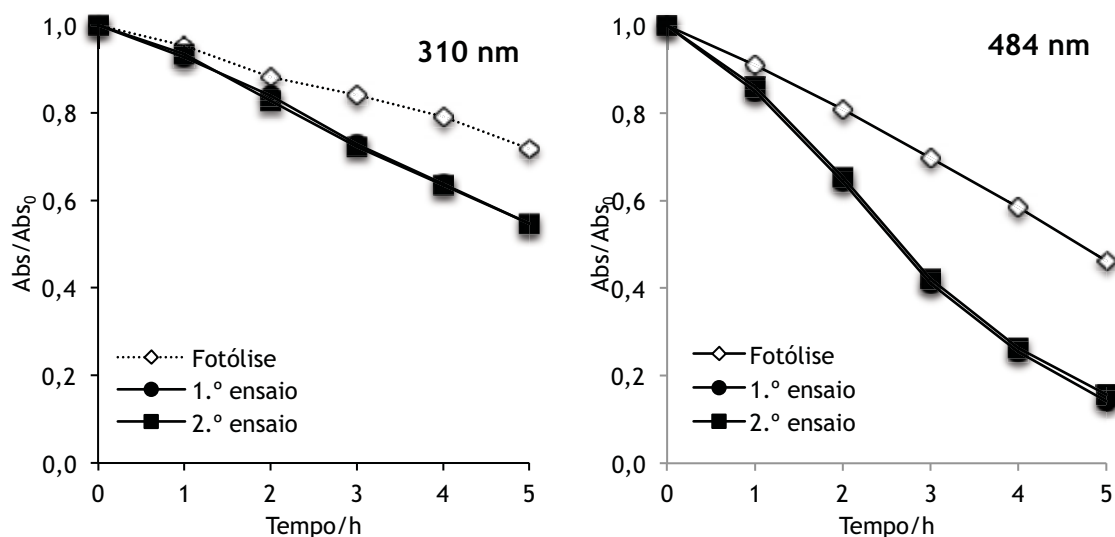 310 nm
Abs/Abs₀
1,0
0,8
0,6
0,4
0,2
0,0
Fotólise
1.º ensaio
2.º ensaio
0 1 2 3 4 5
Tempo/h
484 nm
Abs/Abs₀
1,0
0,8
0,6
0,4
0,2
0,0
Fotólise
1.º ensaio
2.º ensaio
0 1 2 3 4 5
Tempo/h